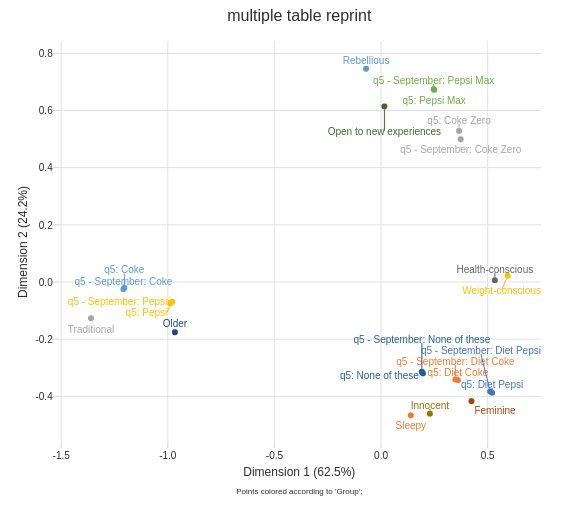 multiple table reprint
0.8
Rebellious
q5 - September: Pepsi Max
q5: Pepsi Max
0.6
q5: Coke Zero
Open to new experiences
q5 - September: Coke Zero
0.4
0.2
Dimension 2 (24.2%)
q5: Coke
Health-conscious
q5 - September: Coke
0.0
Weight-conscious
q5 - September: Pepsi
q5: Pepsi
Older
Traditional
-0.2
q5 - September: None of these
q5 - September: Diet Pepsi
q5 - September: Diet Coke
q5: None of these
q5: Diet Coke
q5: Diet Pepsi
-0.4
Innocent
Feminine
Sleepy
-1.5
-1.0
-0.5
0.0
0.5
Dimension 1 (62.5%)
Points colored according to 'Group';